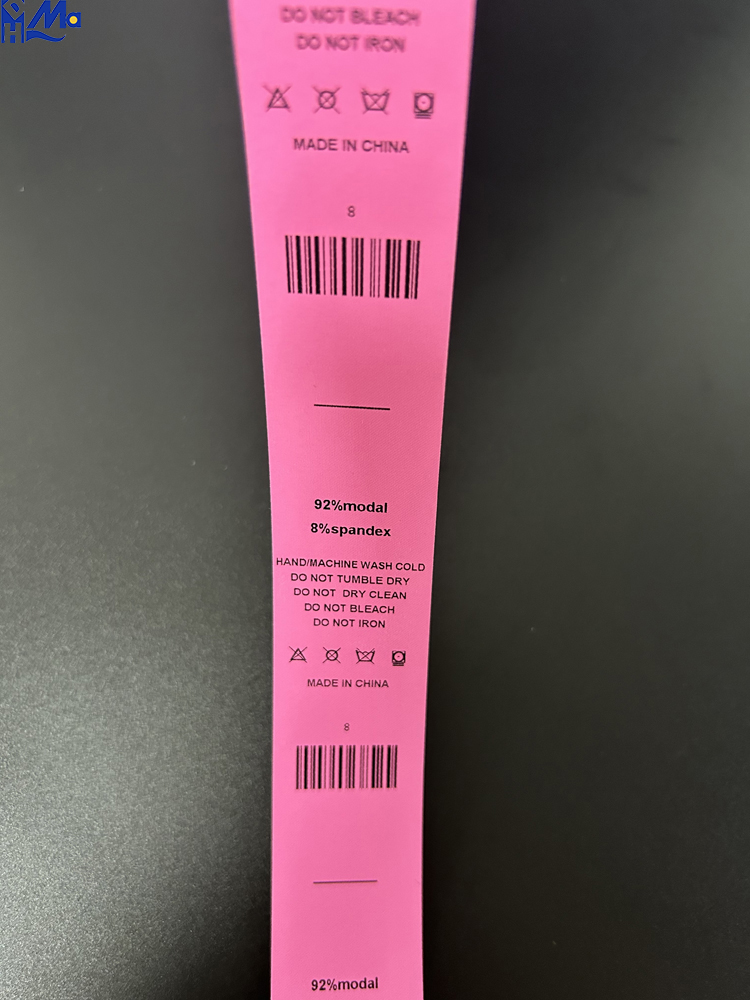 Ma
DO NOT BLEACH
DO NOT IRON
MADE IN CHINA
8
92%modal
8%spandex
HAND/MACHINE WASH COLD
DO NOT TUMBLE DRY
DO NOT DRY CLEAN
DO NOT BLEACH
DO NOT IRON
MADE IN CHINA
8
92%modal